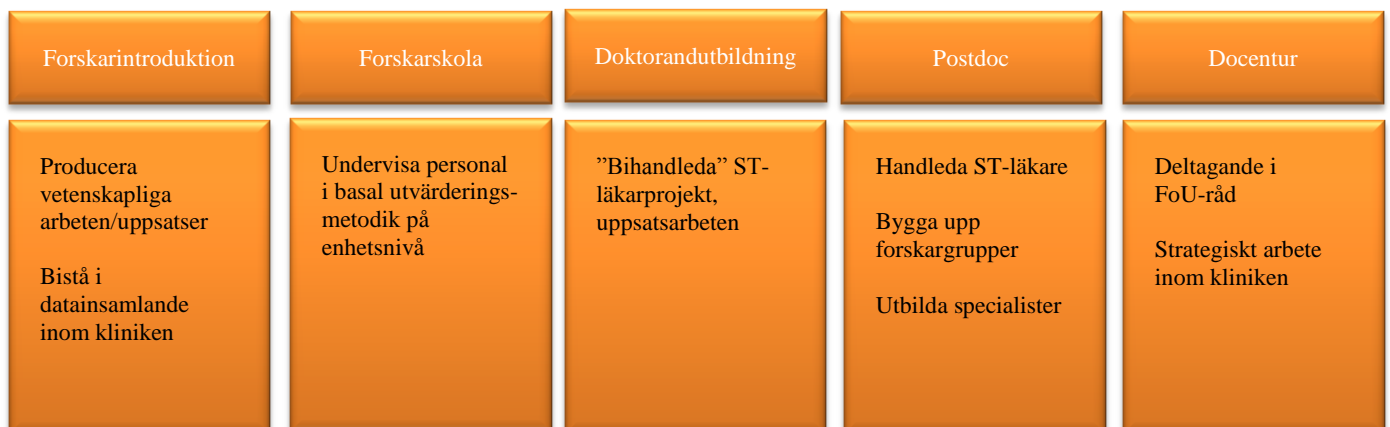 Forskarintroduktion
Forskarskola
Doktorandutbildning
Postdoc
Docentur
Producera
vetenskapliga
arbeten/uppsatser
Bistå i
datainsamlande
inom kliniken
Undervisa personal
i basal utvärderings-
metodik på
enhetsnivå
”Bihandleda” ST-
läkarprojekt,
uppsatsarbeten
Handleda ST-läkare
Bygga upp
forskargrupper
Utbilda specialister
Deltagande i
FoU-råd
Strategiskt arbete
inom kliniken